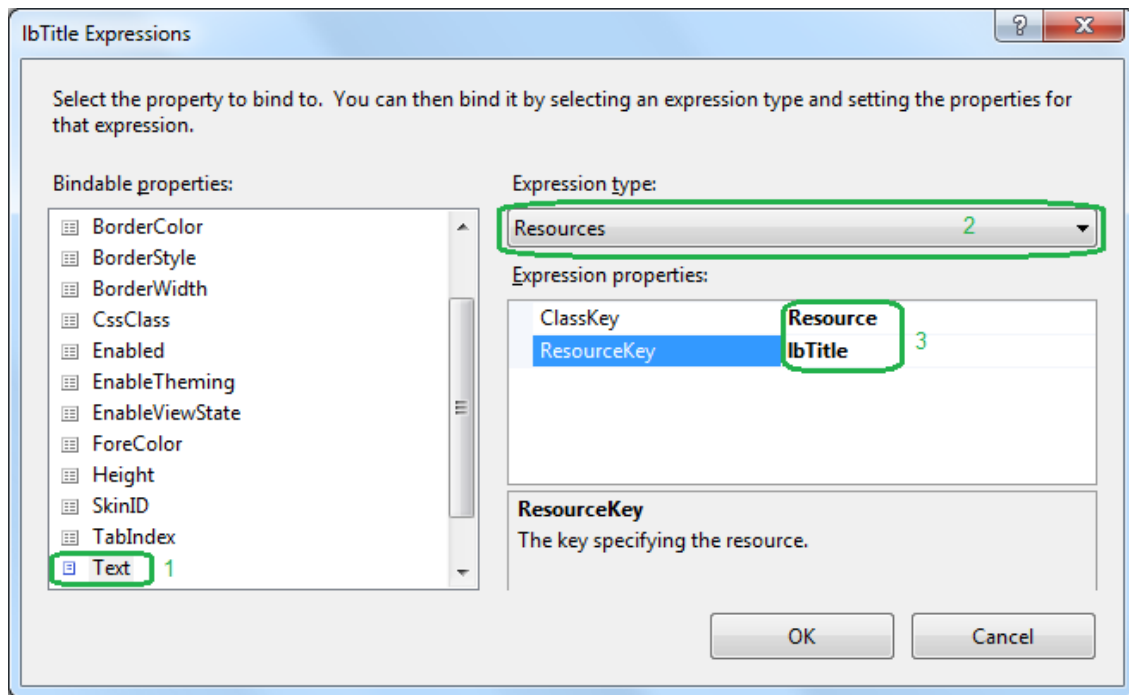 lbTitle Expressions
Select the property to bind to.  You can then bind it by selecting an expression type and setting the properties for
that expression.
Bindable properties:
BorderColor
BorderStyle
BorderWidth
CssClass
Enabled
EnableTheming
EnableViewState
ForeColor
Height
SkinID
TabIndex
Text 1
Expression type:
Resources 2
Expression properties:
ClassKey Resource
ResourceKey lbTitle
3
ResourceKey
The key specifying the resource.
OK Cancel